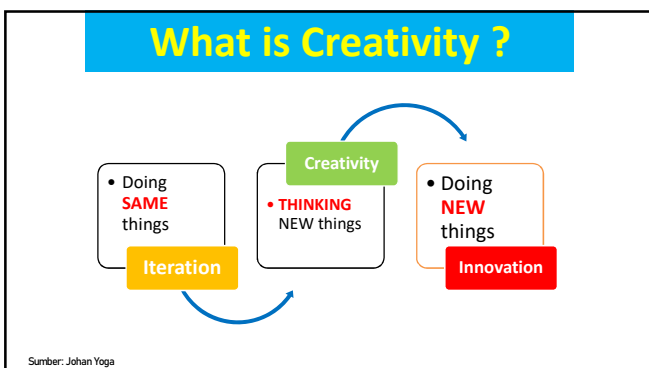 What is Creativity ?
• Doing
SAME
things
Iteration
Creativity
• THINKING
NEW things
• Doing
NEW
things
Innovation
Sumber: Johan Yoga